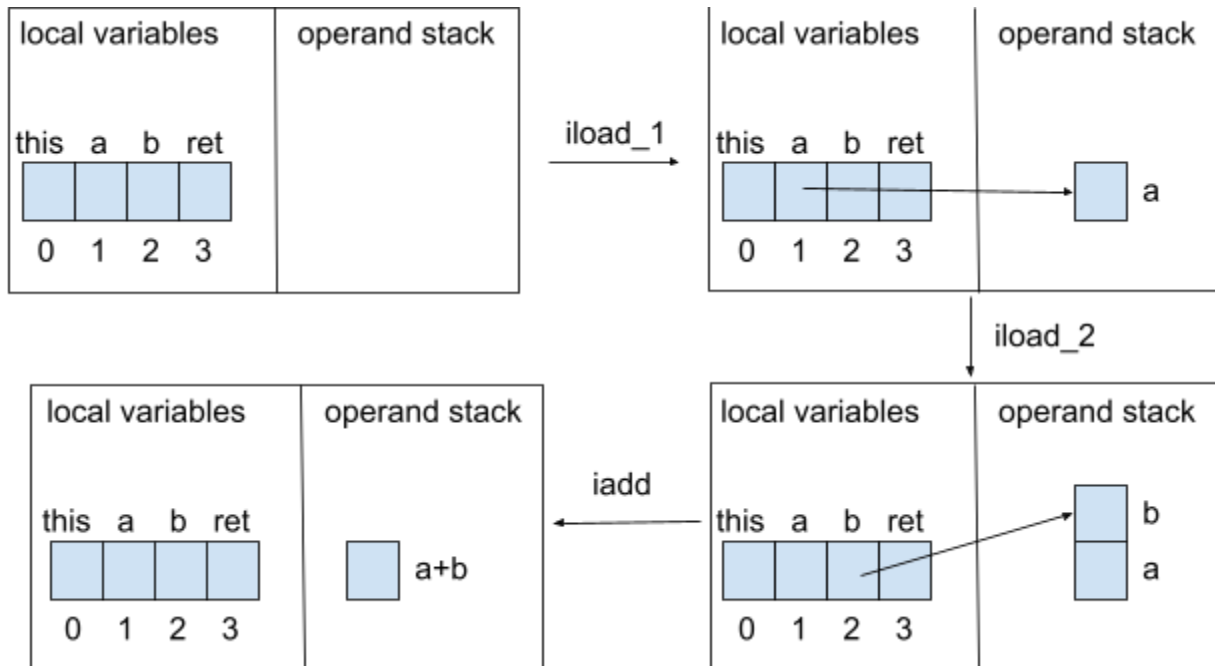 local variables operand stack
this a b ret
0 1 2 3
iload_1
local variables operand stack
this a b ret
a
0 1 2 3
iload_2
local variables operand stack
b
this a b ret
a
0 1 2 3
iadd
local variables operand stack
this a b ret
a+b
0 1 2 3